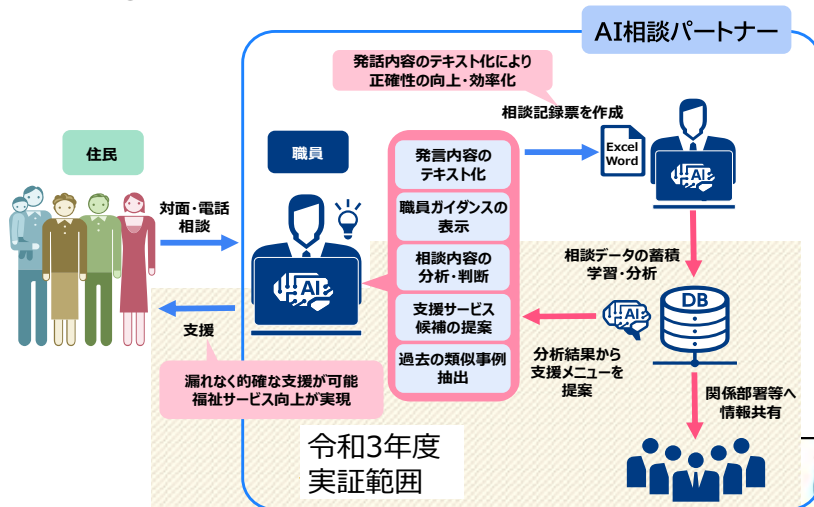 AI相談パートナー
発話内容のテキスト化により
正確性の向上・効率化
相談記録票を作成
Excel
Word
AI
住民
職員
対面・電話
相談
AI
発言内容の
テキスト化
職員ガイダンスの
表示
相談内容の
分析・判断
支援サービス
候補の提案
過去の類似事例
抽出
相談データの蓄積
学習・分析
DB
AI
分析結果から
支援メニューを
提案
支援
漏れなく的確な支援が可能
福祉サービス向上が実現
関係部署等へ
情報共有
令和3年度
実証範囲